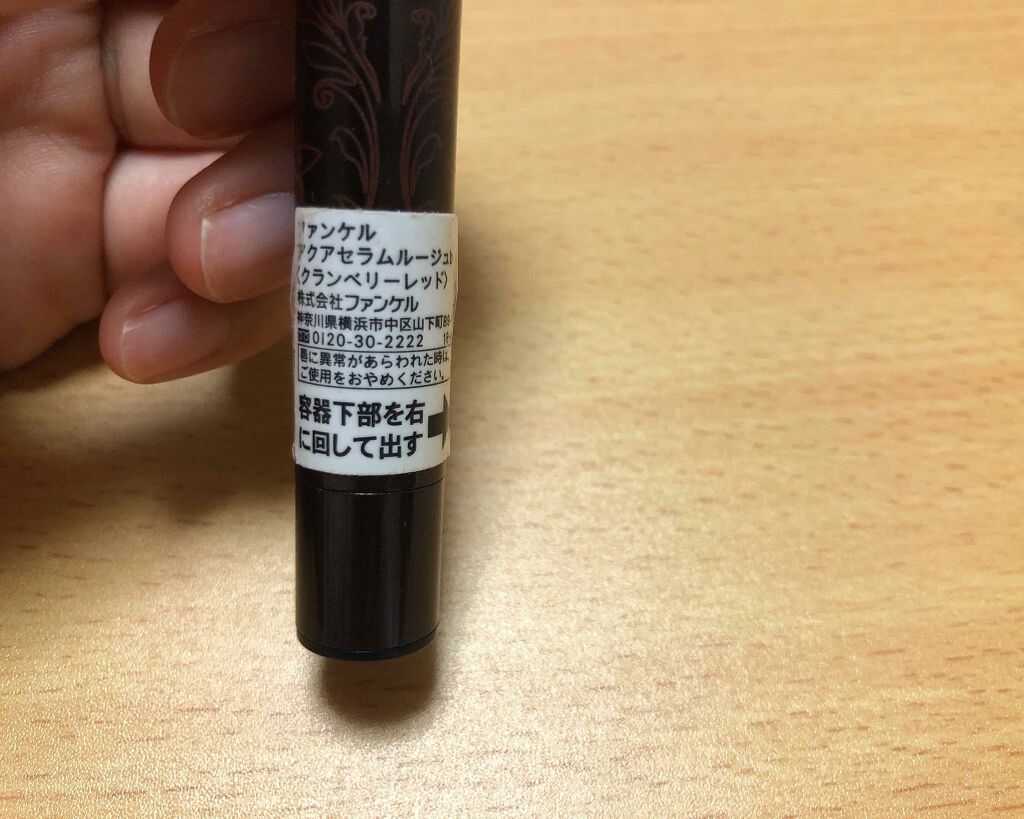 ファンケル
アクアセラムルージュ
〈クランベリーレッド〉
株式会社ファンケル
神奈川県横浜市中区山下町89
0120-30-2222
唇に異常があらわれた時は、
ご使用をおやめください。
容器下部を右
に回して出す